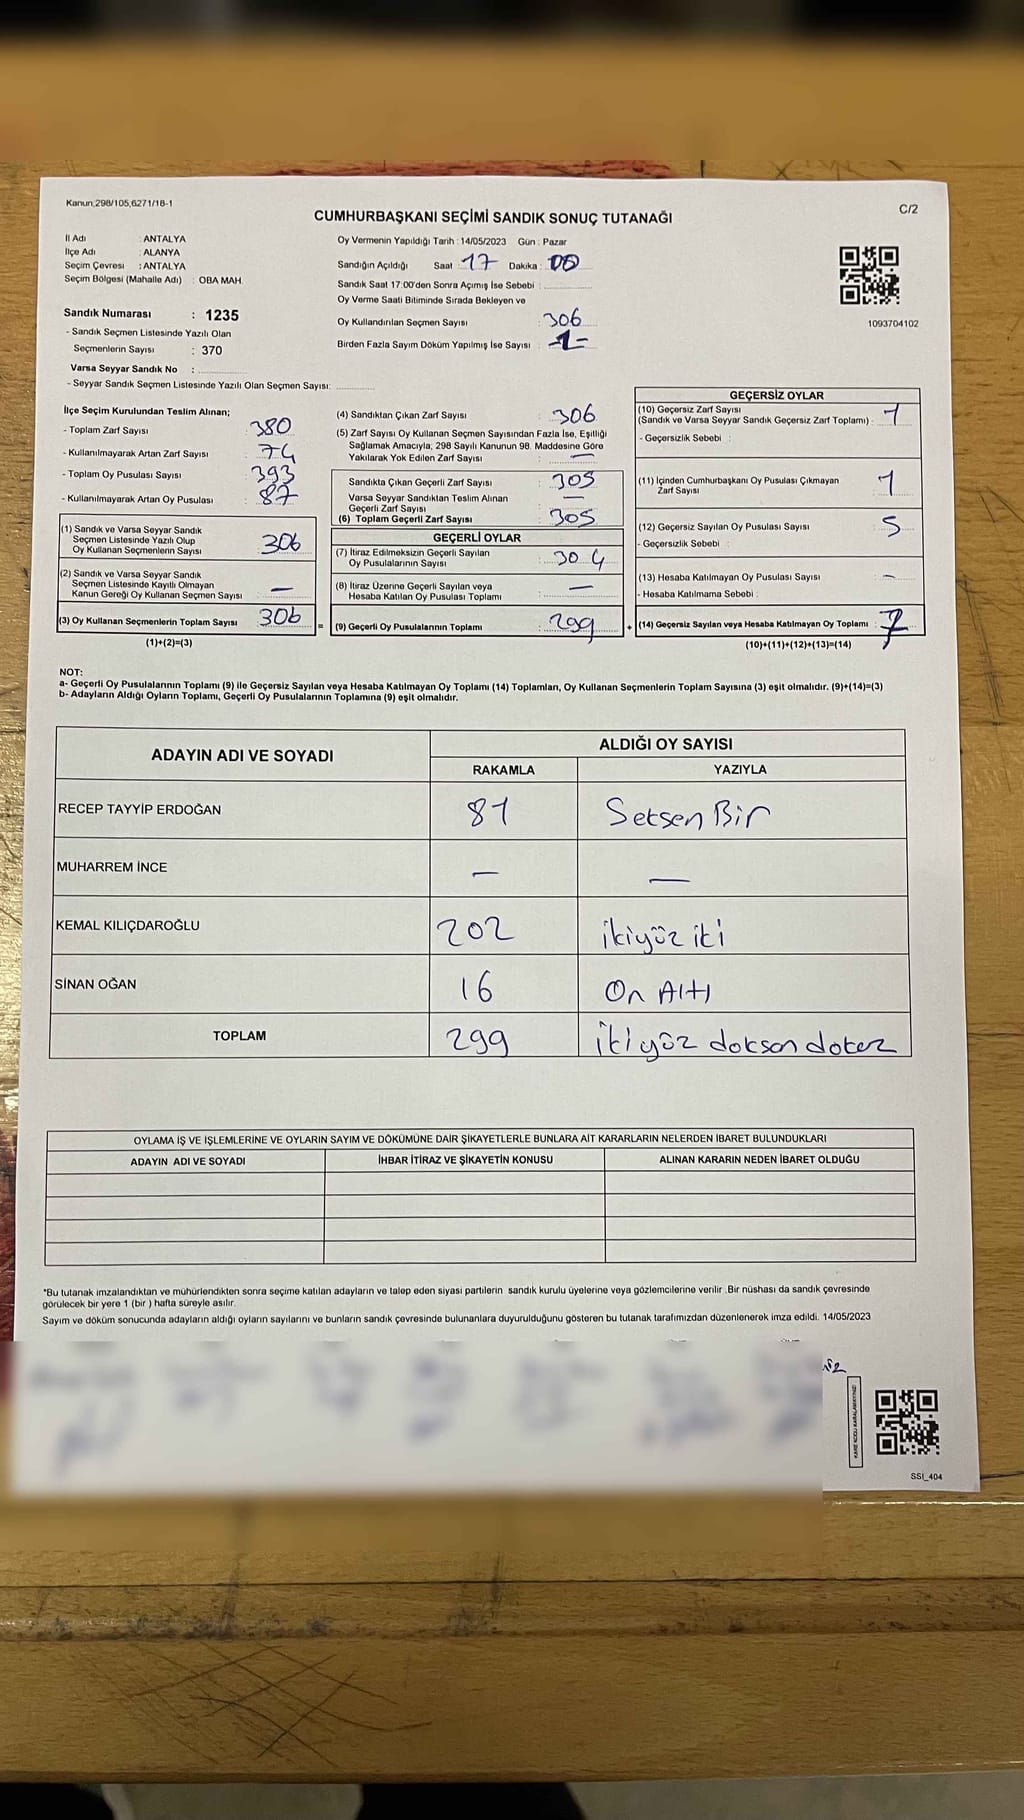 Kanun,298/105,6271/18-1
C/2
CUMHURBAŞKANI SEÇİMİ SANDIK SONUÇ TUTANAĞI
İl Adı : ANTALYA
İlçe Adı : ALANYA
Seçim Çevresi : ANTALYA
Seçim Bölgesi (Mahalle Adı) : OBA MAH.
Sandık Numarası : 1235
- Sandık Seçmen Listesinde Yazılı Olan
Seçmenlerin Sayısı : 370
Varsa Seyyar Sandık No :
- Seyyar Sandık Seçmen Listesinde Yazılı Olan Seçmen Sayısı:
Oy Vermenin Yapıldığı Tarih : 14/05/2023 Gün : Pazar
Sandığın Açıldığı Saat : 17 Dakika : 00
Sandık Saat 17:00'den Sonra Açımış İse Sebebi :
Oy Verme Saati Bitiminde Sırada Bekleyen ve
Oy Kullandırılan Seçmen Sayısı : 306
Birden Fazla Sayım Döküm Yapılmış İse Sayısı : -1-
1093704102
İlçe Seçim Kurulundan Teslim Alınan;
- Toplam Zarf Sayısı : 380
- Kullanılmayarak Artan Zarf Sayısı : 74
- Toplam Oy Pusulası Sayısı : 393
- Kullanılmayarak Artan Oy Pusulası : 87
(1) Sandık ve Varsa Seyyar Sandık
Seçmen Listesinde Yazılı Olup
Oy Kullanan Seçmenlerin Sayısı : 306
(2) Sandık ve Varsa Seyyar Sandık
Seçmen Listesinde Kayıtlı Olmayan
Kanun Gereği Oy Kullanan Seçmen Sayısı : —
(3) Oy Kullanan Seçmenlerin Toplam Sayısı : 306 =
(1)+(2)=(3)
(4) Sandıktan Çıkan Zarf Sayısı : 306
(5) Zarf Sayısı Oy Kullanan Seçmen Sayısından Fazla İse, Eşitliği
Sağlamak Amacıyla; 298 Sayılı Kanunun 98. Maddesine Göre
Yakılarak Yok Edilen Zarf Sayısı : —
Sandıkta Çıkan Geçerli Zarf Sayısı : 305
Varsa Seyyar Sandıktan Teslim Alınan
Geçerli Zarf Sayısı : —
(6) Toplam Geçerli Zarf Sayısı : 305
GEÇERLİ OYLAR
(7) İtiraz Edilmeksizin Geçerli Sayılan
Oy Pusulalarının Sayısı : 304
(8) İtiraz Üzerine Geçerli Sayılan veya
Hesaba Katılan Oy Pusulası Toplamı : —
(9) Geçerli Oy Pusulalarının Toplamı : 299 +
GEÇERSİZ OYLAR
(10) Geçersiz Zarf Sayısı
(Sandık ve Varsa Seyyar Sandık Geçersiz Zarf Toplamı) : 1
- Geçersizlik Sebebi :
(11) İçinden Cumhurbaşkanı Oy Pusulası Çıkmayan
Zarf Sayısı : 1
(12) Geçersiz Sayılan Oy Pusulası Sayısı : 5
- Geçersizlik Sebebi :
(13) Hesaba Katılmayan Oy Pusulası Sayısı : —
- Hesaba Katılmama Sebebi :
(14) Geçersiz Sayılan veya Hesaba Katılmayan Oy Toplamı : 7
(10)+(11)+(12)+(13)=(14)
NOT:
a- Geçerli Oy Pusulalarının Toplamı (9) ile Geçersiz Sayılan veya Hesaba Katılmayan Oy Toplamı (14) Toplamları, Oy Kullanan Seçmenlerin Toplam Sayısına (3) eşit olmalıdır. (9)+(14)=(3)
b- Adayların Aldığı Oyların Toplamı, Geçerli Oy Pusulalarının Toplamına (9) eşit olmalıdır.
ADAYIN ADI VE SOYADI
ALDIĞI OY SAYISI
RAKAMLA YAZIYLA
RECEP TAYYİP ERDOĞAN 81 Seksen Bir
MUHARREM İNCE — —
KEMAL KILIÇDAROĞLU 202 ikiyüz iki
SİNAN OĞAN 16 On Altı
TOPLAM 299 ikiyüz doksan dokuz
OYLAMA İŞ VE İŞLEMLERİNE VE OYLARIN SAYIM VE DÖKÜMÜNE DAİR ŞİKAYETLERLE BUNLARA AİT KARARLARIN NELERDEN İBARET BULUNDUKLARI
ADAYIN ADI VE SOYADI İHBAR İTİRAZ VE ŞİKAYETİN KONUSU ALINAN KARARIN NEDEN İBARET OLDUĞU
*Bu tutanak imzalandıktan ve mühürlendikten sonra seçime katılan adayların ve talep eden siyasi partilerin sandık kurulu üyelerine veya gözlemcilerine verilir .Bir nüshası da sandık çevresinde
görülecek bir yere 1 (bir ) hafta süreyle asılır.
Sayım ve döküm sonucunda adayların aldığı oyların sayılarını ve bunların sandık çevresinde bulunanlara duyurulduğunu gösteren bu tutanak tarafımızdan düzenlenerek imza edildi. 14/05/2023
SSI_404